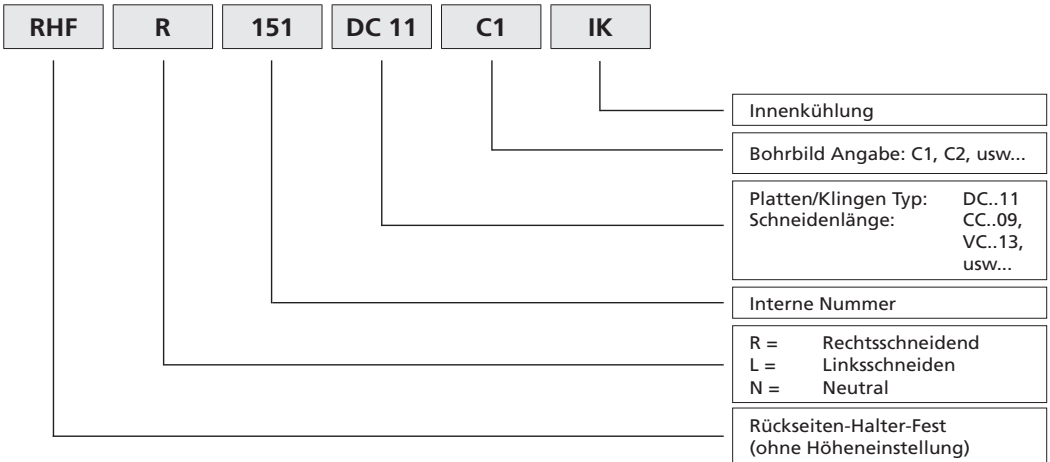 RHF R 151 DC 11 C1 IK
Innenkühlung
Bohrbild Angabe: C1, C2, usw...
Platten/Klingen Typ: DC..11
Schneidenlänge: CC..09,
VC..13,
usw...
Interne Nummer
R = Rechtsschneidend
L = Linksschneiden
N = Neutral
Rückseiten-Halter-Fest
(ohne Höheneinstellung)